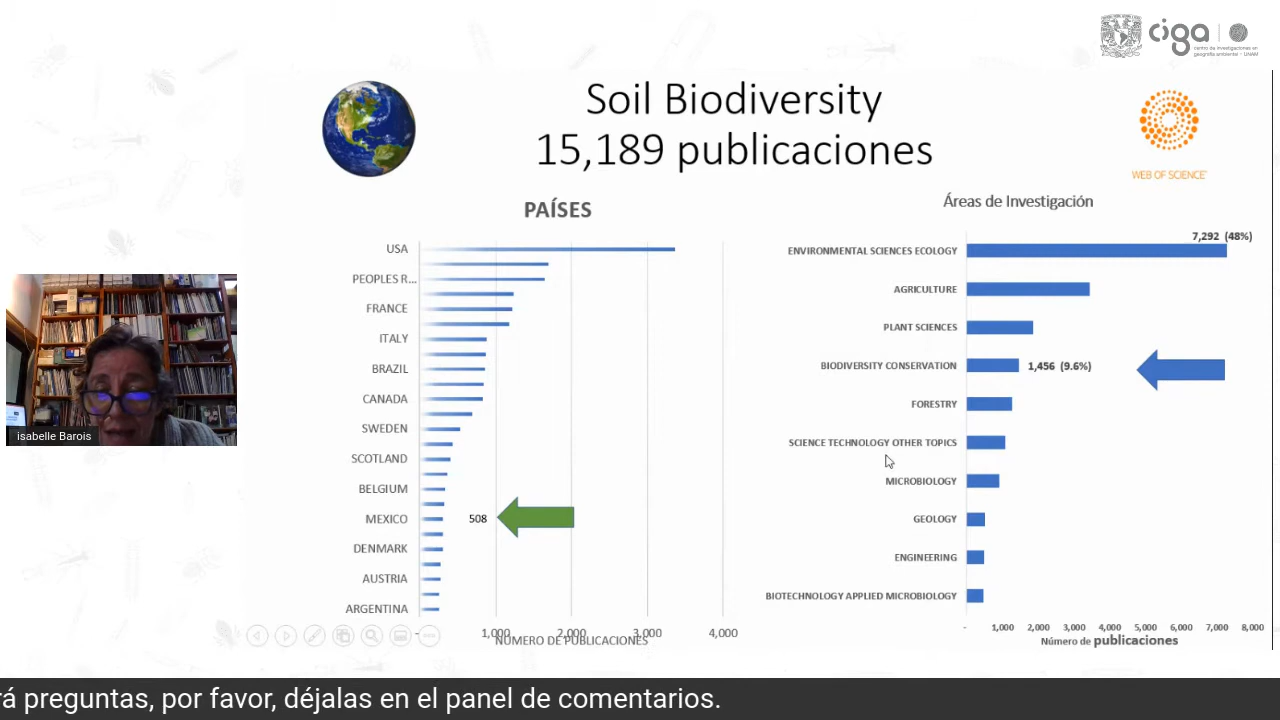 ciga
centro de investigaciones en
geografía ambiental - UNAM
Soil Biodiversity
15,189 publicaciones
WEB OF SCIENCE
PAÍSES
USA
PEOPLES R...
FRANCE
ITALY
BRAZIL
CANADA
SWEDEN
SCOTLAND
BELGIUM
MEXICO 508
DENMARK
AUSTRIA
ARGENTINA
- 1,000 2,000 3,000 4,000
NÚMERO DE PUBLICACIONES
Áreas de Investigación
7,292 (48%)
ENVIRONMENTAL SCIENCES ECOLOGY
AGRICULTURE
PLANT SCIENCES
BIODIVERSITY CONSERVATION 1,456 (9.6%)
FORESTRY
SCIENCE TECHNOLOGY OTHER TOPICS
MICROBIOLOGY
GEOLOGY
ENGINEERING
BIOTECHNOLOGY APPLIED MICROBIOLOGY
- 1,000 2,000 3,000 4,000 5,000 6,000 7,000 8,000
Número de publicaciones
isabelle Barois
rá preguntas, por favor, déjalas en el panel de comentarios.